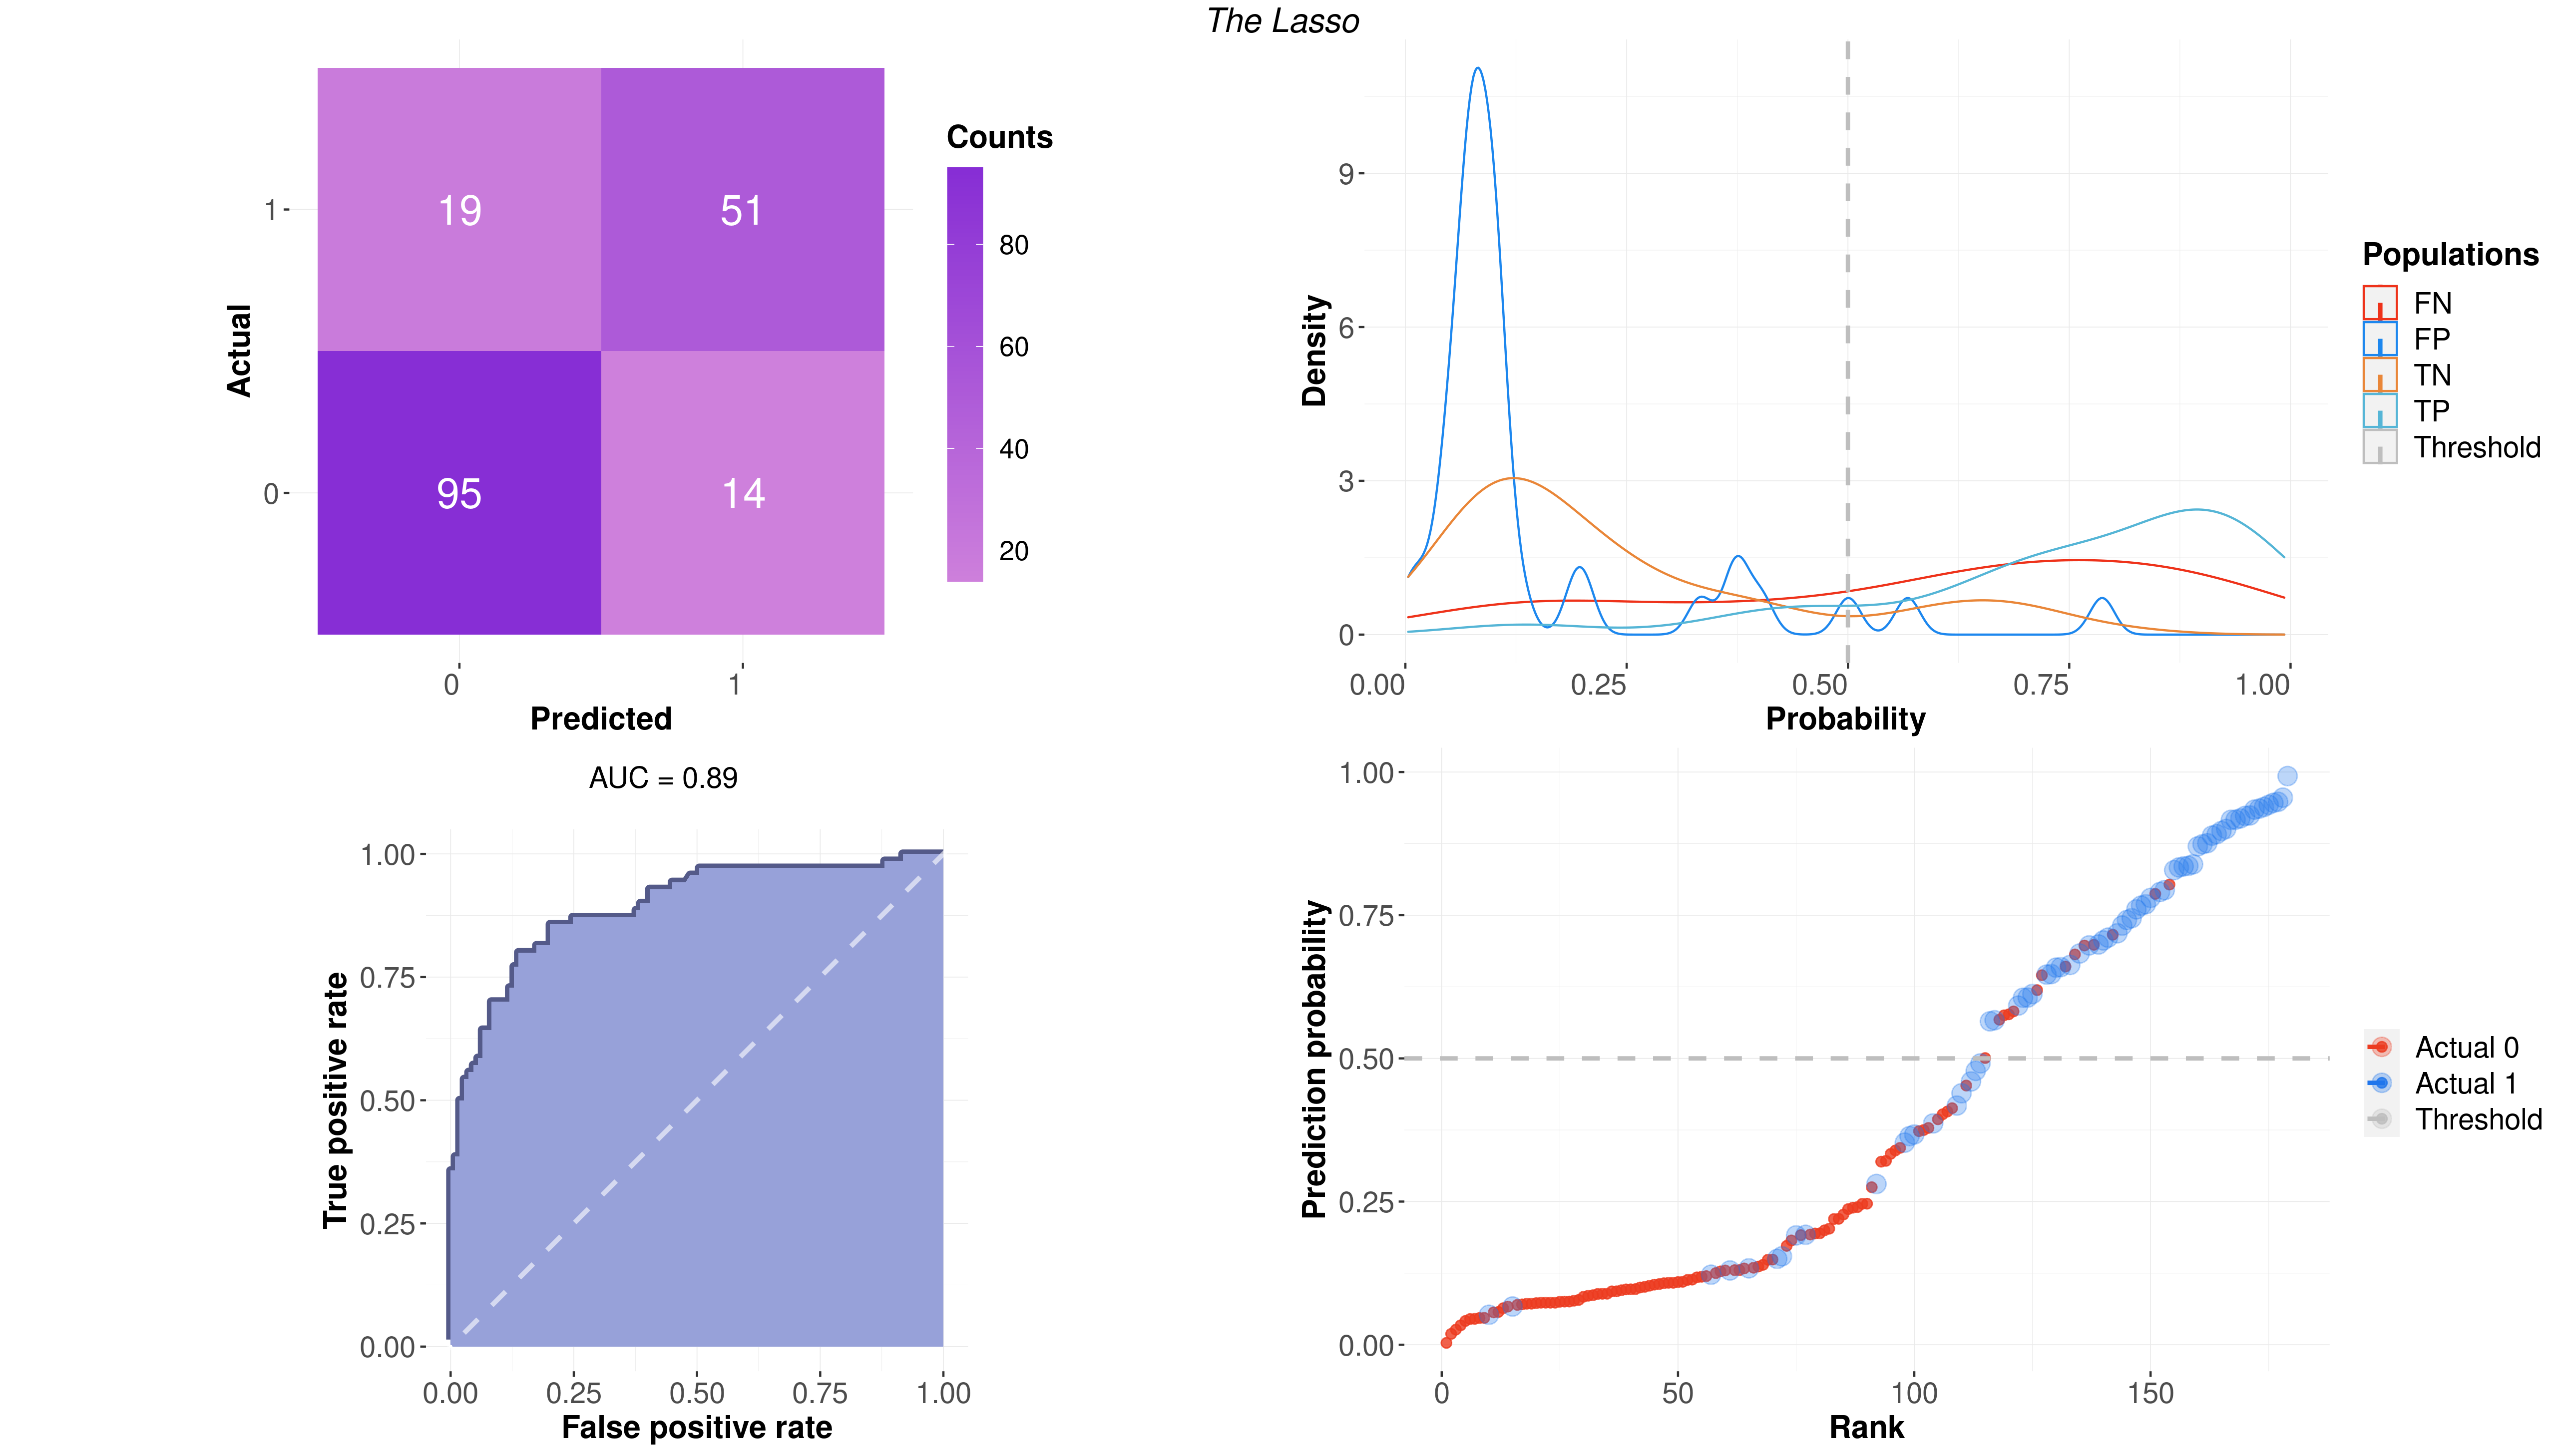 The Lasso
Actual
1
0
19
51
95
14
0
1
Predicted
Counts
80
60
40
20
Density
9
6
3
0
0.00
0.25
0.50
0.75
1.00
Probability
Populations
FN
FP
TN
TP
Threshold
AUC = 0.89
True positive rate
1.00
0.75
0.50
0.25
0.00
0.00
0.25
0.50
0.75
1.00
False positive rate
Prediction probability
1.00
0.75
0.50
0.25
0.00
0
50
100
150
Rank
Actual 0
Actual 1
Threshold